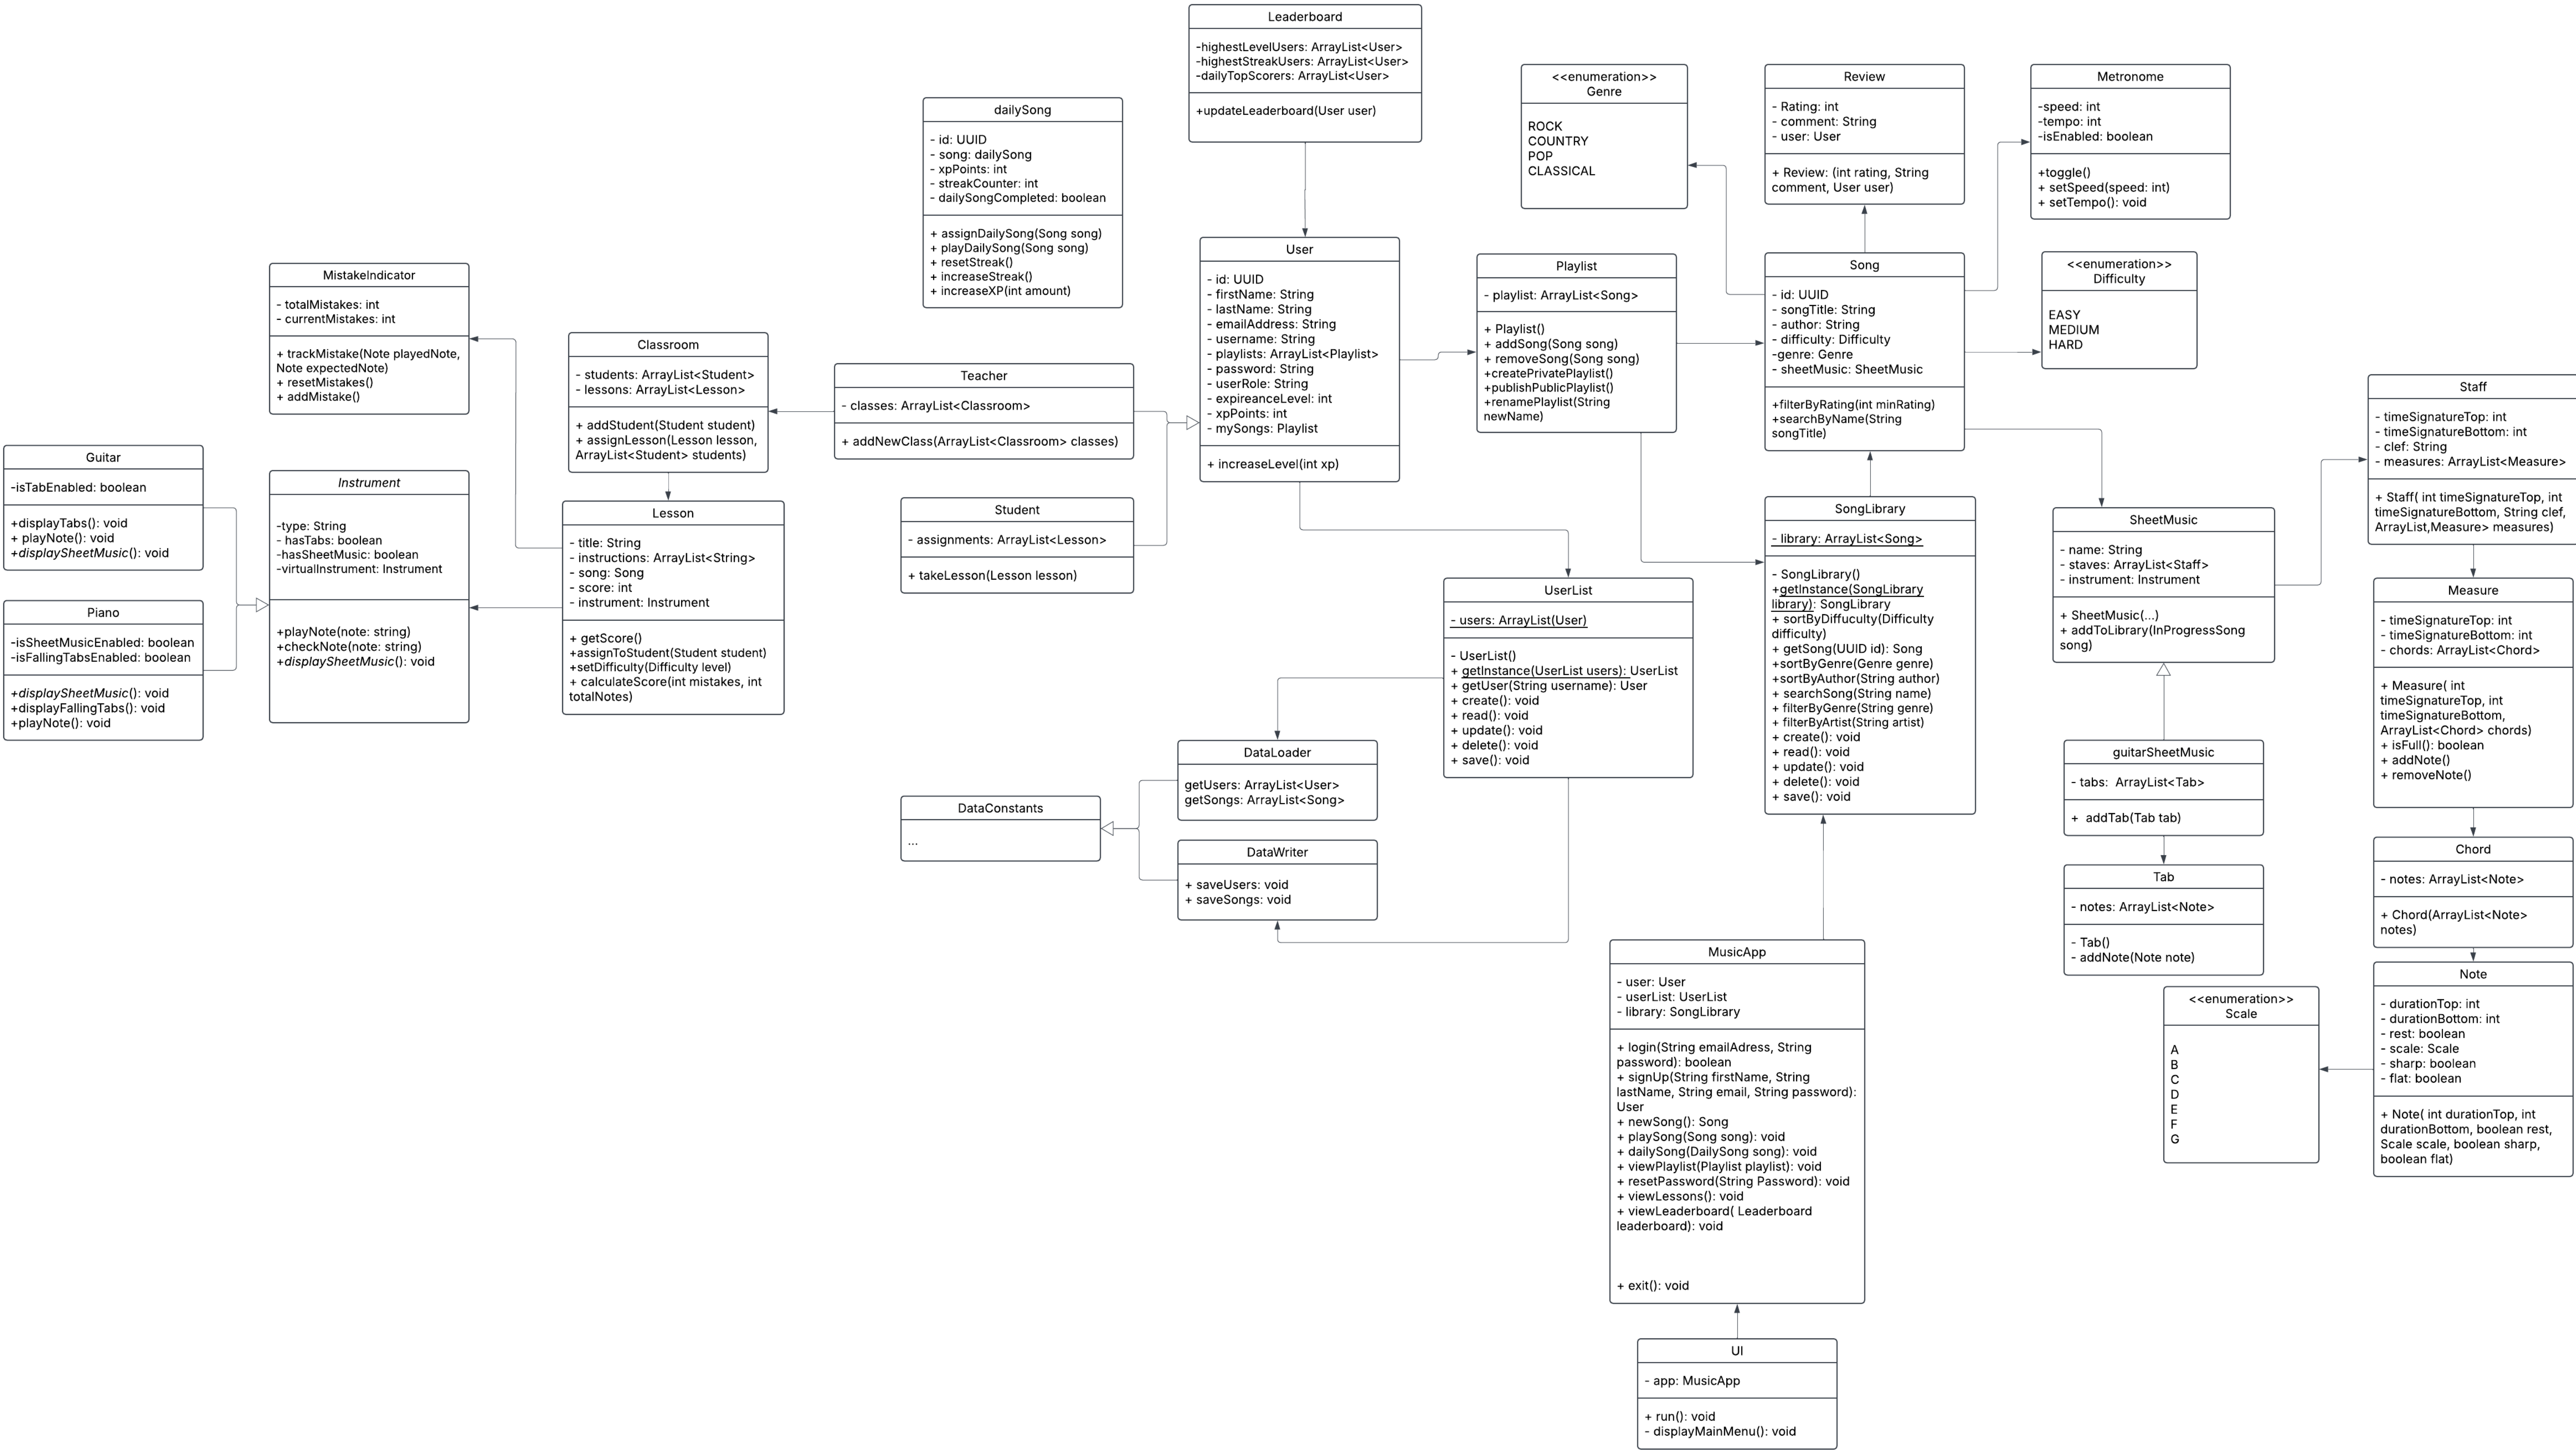 Leaderboard
-highestLevelUsers: ArrayList<User>
-highestStreakUsers: ArrayList<User>
-dailyTopScorers: ArrayList<User>
+updateLeaderboard(User user)
<<enumeration>>
Genre
ROCK
COUNTRY
POP
CLASSICAL
Review
- Rating: int
- comment: String
- user: User
+ Review: (int rating, String
comment, User user)
Metronome
-speed: int
-tempo: int
-isEnabled: boolean
+toggle()
+ setSpeed(speed: int)
+ setTempo(): void
dailySong
- id: UUID
- song: dailySong
- xpPoints: int
- streakCounter: int
- dailySongCompleted: boolean
+ assignDailySong(Song song)
+ playDailySong(Song song)
+ resetStreak()
+ increaseStreak()
+ increaseXP(int amount)
User
- id: UUID
- firstName: String
- lastName: String
- emailAddress: String
- username: String
- playlists: ArrayList<Playlist>
- password: String
- userRole: String
- expireanceLevel: int
- xpPoints: int
- mySongs: Playlist
+ increaseLevel(int xp)
Playlist
- playlist: ArrayList<Song>
+ Playlist()
+ addSong(Song song)
+ removeSong(Song song)
+createPrivatePlaylist()
+publishPublicPlaylist()
+renamePlaylist(String
newName)
Song
- id: UUID
- songTitle: String
- author: String
- difficulty: Difficulty
-genre: Genre
- sheetMusic: SheetMusic
+filterByRating(int minRating)
+searchByName(String
songTitle)
<<enumeration>>
Difficulty
EASY
MEDIUM
HARD
MistakeIndicator
- totalMistakes: int
- currentMistakes: int
+ trackMistake(Note playedNote,
Note expectedNote)
+ resetMistakes()
+ addMistake()
Classroom
- students: ArrayList<Student>
- lessons: ArrayList<Lesson>
+ addStudent(Student student)
+ assignLesson(Lesson lesson,
ArrayList<Student> students)
Teacher
- classes: ArrayList<Classroom>
+ addNewClass(ArrayList<Classroom> classes)
Student
- assignments: ArrayList<Lesson>
+ takeLesson(Lesson lesson)
Guitar
-isTabEnabled: boolean
+displayTabs(): void
+ playNote(): void
+displaySheetMusic(): void
Piano
-isSheetMusicEnabled: boolean
-isFallingTabsEnabled: boolean
+displaySheetMusic(): void
+displayFallingTabs(): void
+playNote(): void
Instrument
-type: String
- hasTabs: boolean
-hasSheetMusic: boolean
-virtualInstrument: Instrument
+playNote(note: string)
+checkNote(note: string)
+displaySheetMusic(): void
Lesson
- title: String
- instructions: ArrayList<String>
- song: Song
- score: int
- instrument: Instrument
+ getScore()
+assignToStudent(Student student)
+setDifficulty(Difficulty level)
+ calculateScore(int mistakes, int
totalNotes)
UserList
- users: ArrayList(User)
- UserList()
+ getInstance(UserList users): UserList
+ getUser(String username): User
+ create(): void
+ read(): void
+ update(): void
+ delete(): void
+ save(): void
SongLibrary
- library: ArrayList<Song>
- SongLibrary()
+getInstance(SongLibrary
library): SongLibrary
+ sortByDiffuculty(Difficulty
difficulty)
+ getSong(UUID id): Song
+sortByGenre(Genre genre)
+sortByAuthor(String author)
+ searchSong(String name)
+ filterByGenre(String genre)
+ filterByArtist(String artist)
+ create(): void
+ read(): void
+ update(): void
+ delete(): void
+ save(): void
SheetMusic
- name: String
- staves: ArrayList<Staff>
- instrument: Instrument
+ SheetMusic(...)
+ addToLibrary(InProgressSong
song)
Staff
- timeSignatureTop: int
- timeSignatureBottom: int
- clef: String
- measures: ArrayList<Measure>
+ Staff( int timeSignatureTop, int
timeSignatureBottom, String clef,
ArrayList,Measure> measures)
Measure
- timeSignatureTop: int
- timeSignatureBottom: int
- chords: ArrayList<Chord>
+ Measure( int
timeSignatureTop, int
timeSignatureBottom,
ArrayList<Chord> chords)
+ isFull(): boolean
+ addNote()
+ removeNote()
DataLoader
getUsers: ArrayList<User>
getSongs: ArrayList<Song>
DataConstants
...
DataWriter
+ saveUsers: void
+ saveSongs: void
guitarSheetMusic
- tabs:  ArrayList<Tab>
+  addTab(Tab tab)
Tab
- notes: ArrayList<Note>
- Tab()
- addNote(Note note)
Chord
- notes: ArrayList<Note>
+ Chord(ArrayList<Note>
notes)
Note
- durationTop: int
- durationBottom: int
- rest: boolean
- scale: Scale
- sharp: boolean
- flat: boolean
+ Note( int durationTop, int
durationBottom, boolean rest,
Scale scale, boolean sharp,
boolean flat)
<<enumeration>>
Scale
A
B
C
D
E
F
G
MusicApp
- user: User
- userList: UserList
- library: SongLibrary
+ login(String emailAdress, String
password): boolean
+ signUp(String firstName, String
lastName, String email, String password):
User
+ newSong(): Song
+ playSong(Song song): void
+ dailySong(DailySong song): void
+ viewPlaylist(Playlist playlist): void
+ resetPassword(String Password): void
+ viewLessons(): void
+ viewLeaderboard( Leaderboard
leaderboard): void
+ exit(): void
UI
- app: MusicApp
+ run(): void
- displayMainMenu(): void